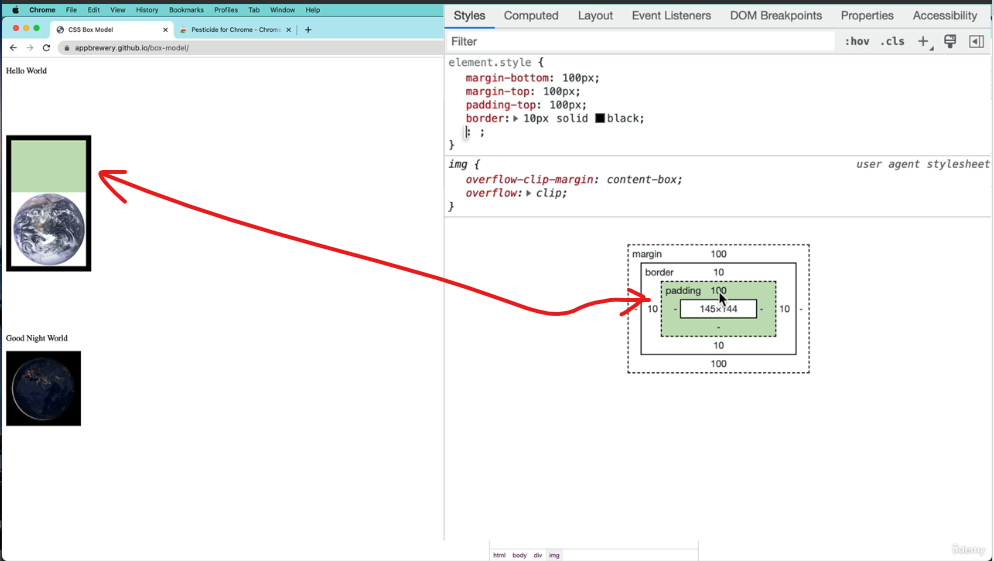 Chrome File Edit View History Bookmarks Profiles Tab Window Help
CSS Box Model Pesticide for Chrome - Chrome
appbrewery.github.io/box-model/
Hello World
Good Night World
Styles Computed Layout Event Listeners DOM Breakpoints Properties Accessibility
Filter :hov .cls
element.style {
margin-bottom: 100px;
margin-top: 100px;
padding-top: 100px;
border: 10px solid black;
: ;
}
img { user agent stylesheet
overflow-clip-margin: content-box;
overflow: clip;
}
margin 100
border 10
padding 100
- 10 - 145×144 - 10 -
-
10
100
html body div img
ûdemy